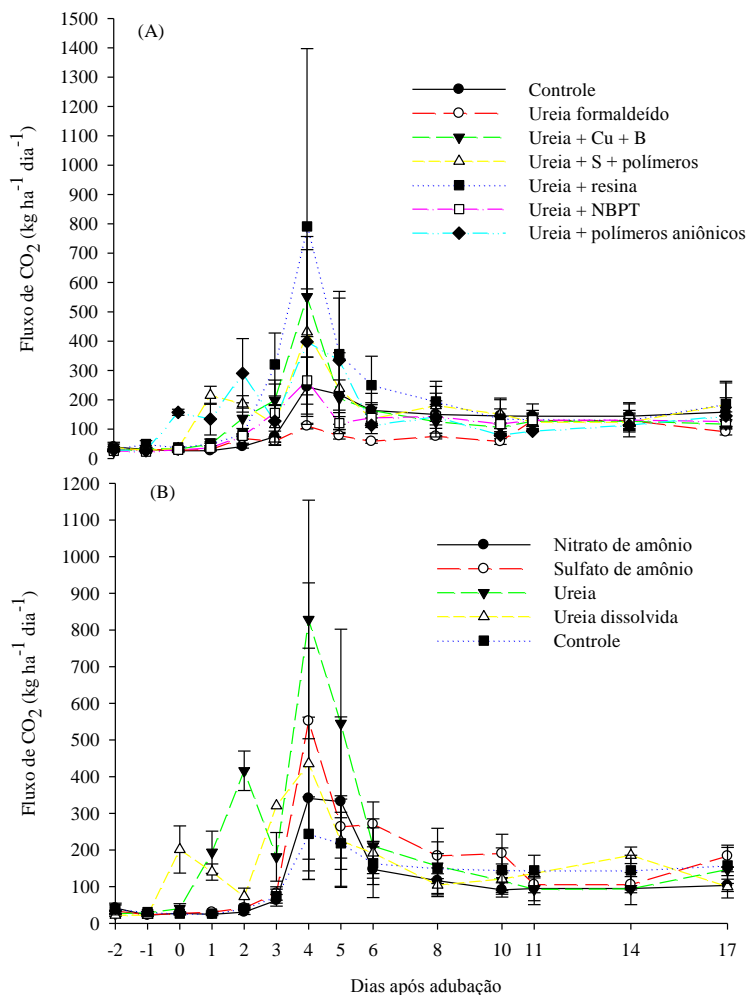 1500
1400
1300
1200
1100
1000
900
800
700
600
500
400
300
200
100
0
Fluxo de CO2 (kg ha-1 dia-1)
(A)
Controle
Ureia formaldeído
Ureia + Cu + B
Ureia + S + polímeros
Ureia + resina
Ureia + NBPT
Ureia + polímeros aniônicos
1200
1100
1000
900
800
700
600
500
400
300
200
100
0
Fluxo de CO2 (kg ha-1 dia-1)
(B)
Nitrato de amônio
Sulfato de amônio
Ureia
Ureia dissolvida
Controle
-2 -1 0 1 2 3 4 5 6 8 10 11 14 17
Dias após adubação